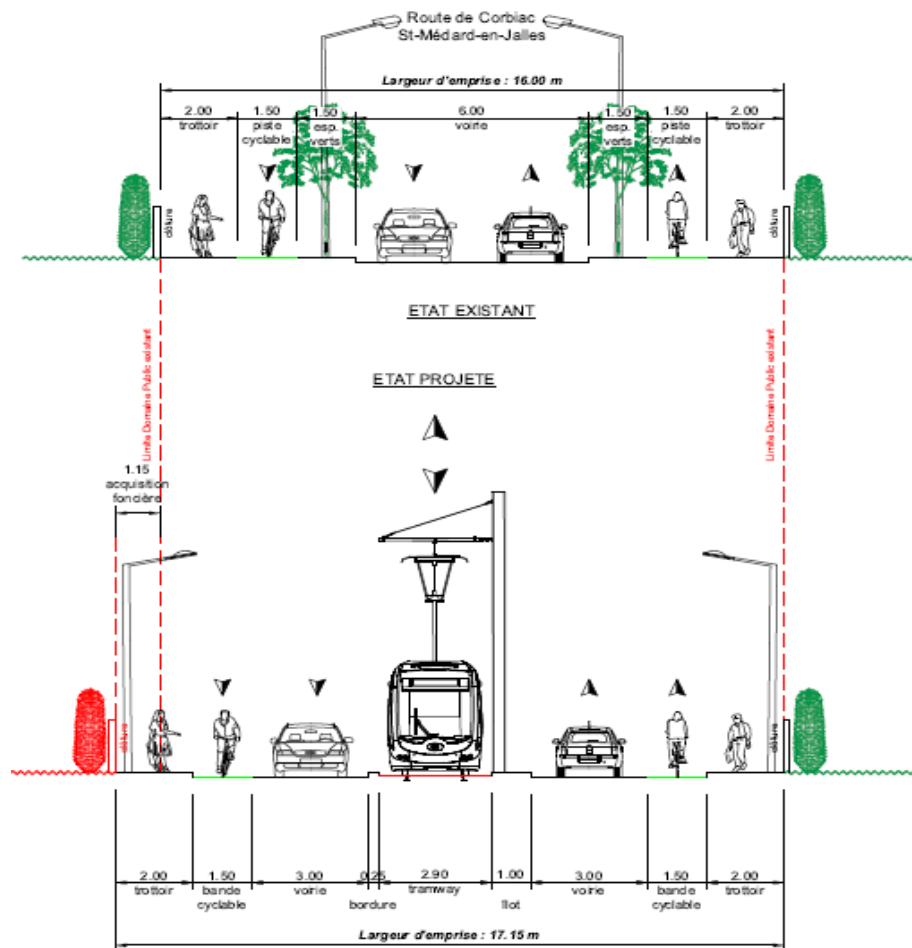 Route de Corbiac
St-Médard-en-Jalles
Largeur d'emprise : 16.00 m
2.00 1.50 1.50 6.00 1.50 1.50 2.00
trottoir piste cyclable esp. verts voirie esp. verts piste cyclable trottoir
clôture
clôture
ETAT EXISTANT
Limite Domaine Public existant
Limite Domaine Public existant
ETAT PROJETE
1.15
acquisition
foncière
clôture
clôture
2.00 1.50 3.00 0.25 2.90 1.00 3.00 1.50 2.00
trottoir bande cyclable voirie bordure tramway îlot voirie bande cyclable trottoir
Largeur d'emprise : 17.15 m